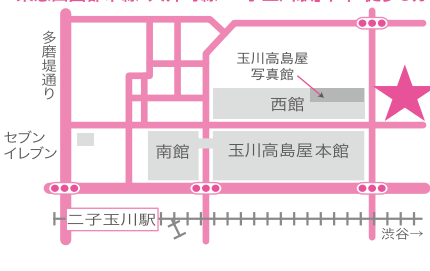 多摩堤通り
玉川高島屋
写真館
西館
セブン
イレブン
南館
玉川高島屋本館
二子玉川駅
渋谷→